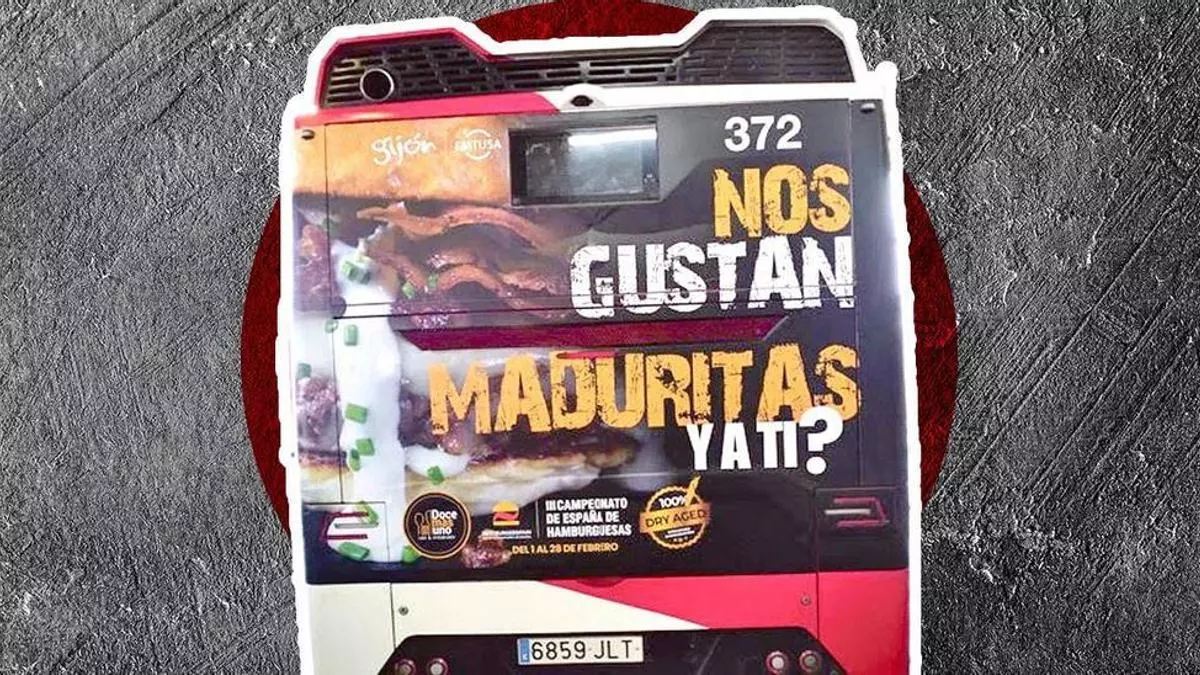 gijón
EMTUSA
372
NOS
GUSTAN
MADURITAS
Y A TI?
Doce
mas
uno
III CAMPEONATO
DE ESPAÑA DE
HAMBURGUESAS
DEL 1 AL 28 DE FEBRERO
100%
DRY AGED
6859 JLT